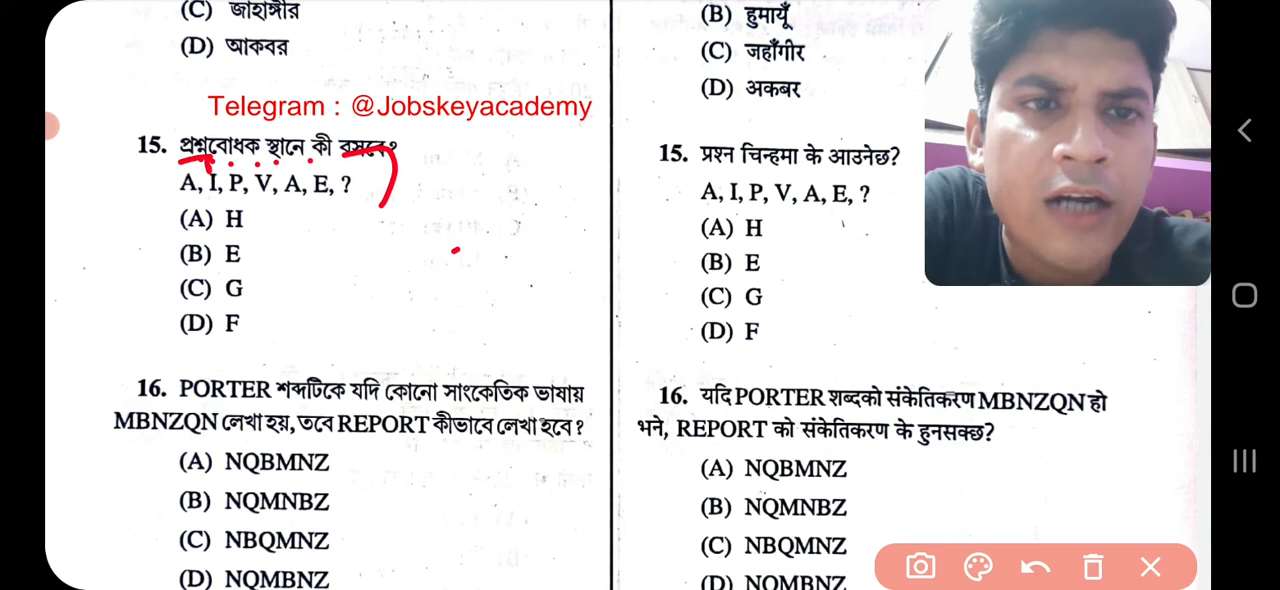 (C) জাহাঙ্গীর
(D) আকবর
Telegram : @Jobskeyacademy
15. প্রশ্নবোধক স্থানে কী বসবে?
A, I, P, V, A, E, ?
(A) H
(B) E
(C) G
(D) F
16. PORTER শব্দটিকে যদি কোনো সাংকেতিক ভাষায়
MBNZQN লেখা হয়, তবে REPORT কীভাবে লেখা হবে?
(A) NQBMNZ
(B) NQMNBZ
(C) NBQMNZ
(D) NQMBNZ
(B) हुमायूँ
(C) जहाँगीर
(D) अकबर
15. प्रश्न चिन्हमा के आउनेछ?
A, I, P, V, A, E, ?
(A) H
(B) E
(C) G
(D) F
16. यदि PORTER शब्दको संकेतिकरण MBNZQN हो
भने, REPORT को संकेतिकरण के हुनसक्छ?
(A) NQBMNZ
(B) NQMNBZ
(C) NBQMNZ
(D) NQMBNZ